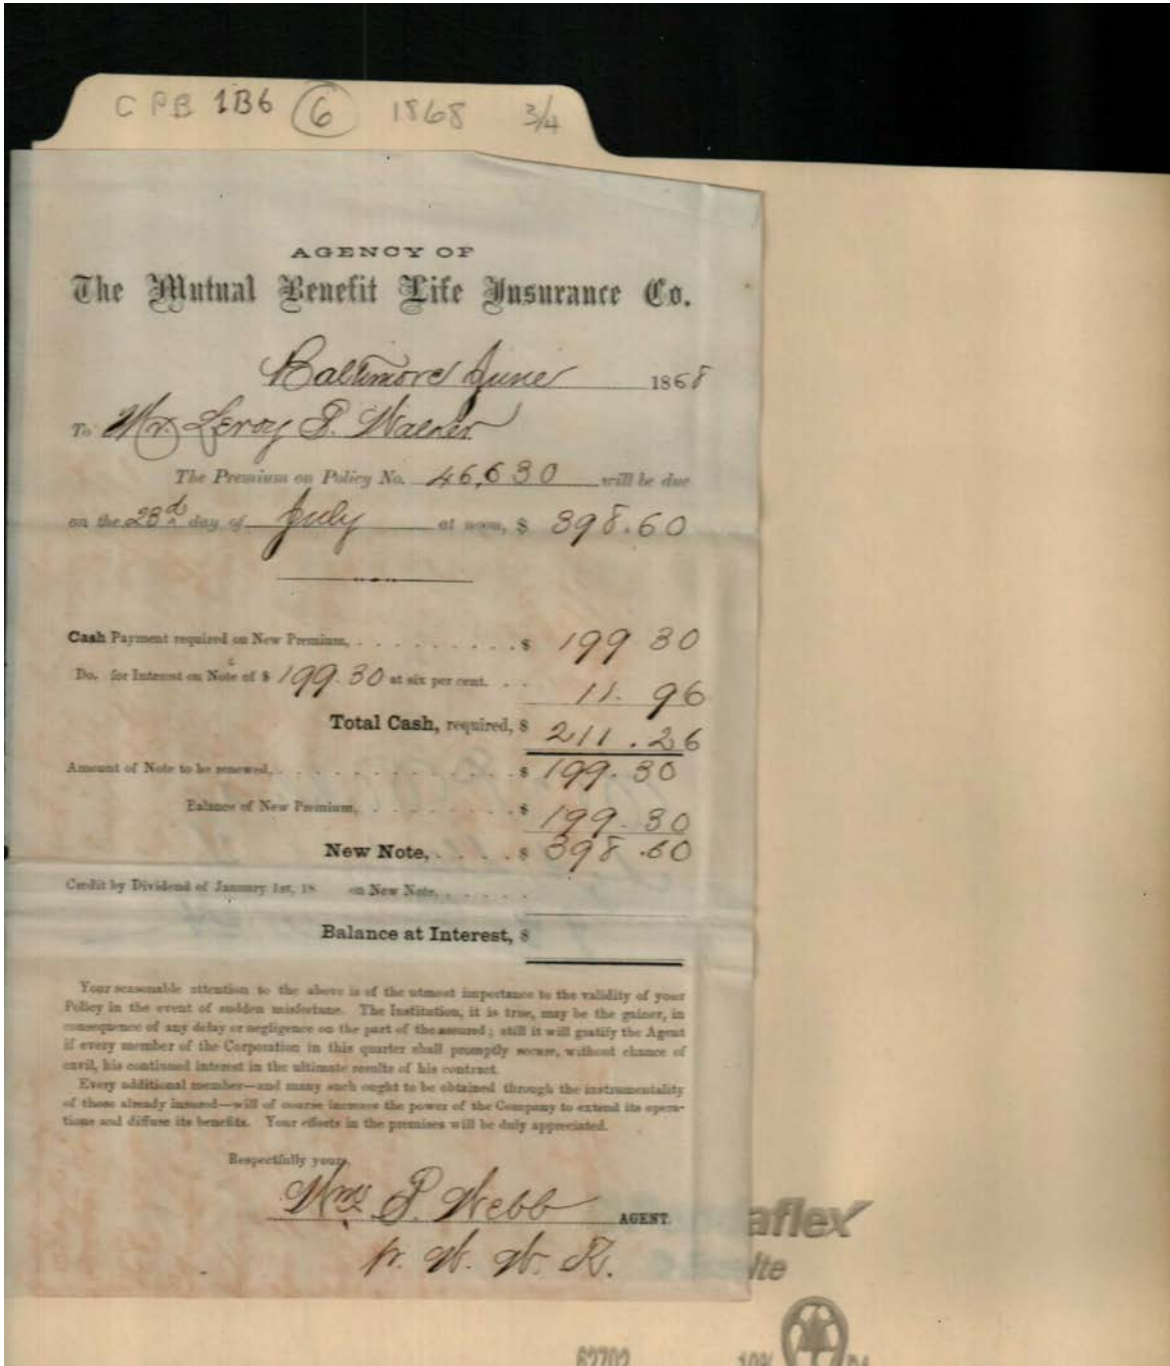 CPB 1B6 6 1868 3/4
AGENCY OF
The Mutual Benefit Life Insurance Co.
Baltimore June 1868
To Mr. Leroy P. Walker
The Premium on Policy No. 46,630 will be due
on the 23d day of July at noon, $ 398.60
Cash Payment required on New Premium, . . . . . . . . . . $ 199 30
Do. for Interest on Note of $ 199.30 at six per cent. . . 11. 96
Total Cash, required, $ 211.26
Amount of Note to be renewed, . . . . . . . . . . . . . . $ 199.30
Balance of New Premium, . . . . . . . . $ 199.30
New Note, . . . . $ 398.60
Credit by Dividend of January 1st, 18 on New Note, . . . . . .
Balance at Interest, $
Your seasonable attention to the above is of the utmost importance to the validity of your
Policy in the event of sudden misfortune. The Institution, it is true, may be the gainer, in
consequence of any delay or negligence on the part of the assured; still it will gratify the Agent
if every member of the Corporation in this quarter shall promptly secure, without chance of
cavil, his continued interest in the ultimate results of his contract.
Every additional member—and many such ought to be obtained through the instrumentality
of those already insured—will of course increase the power of the Company to extend its opera-
tions and diffuse its benefits. Your efforts in the premises will be duly appreciated.
Respectfully yours,
Wm. P. Webb AGENT.
aflex
lte
62702 10%